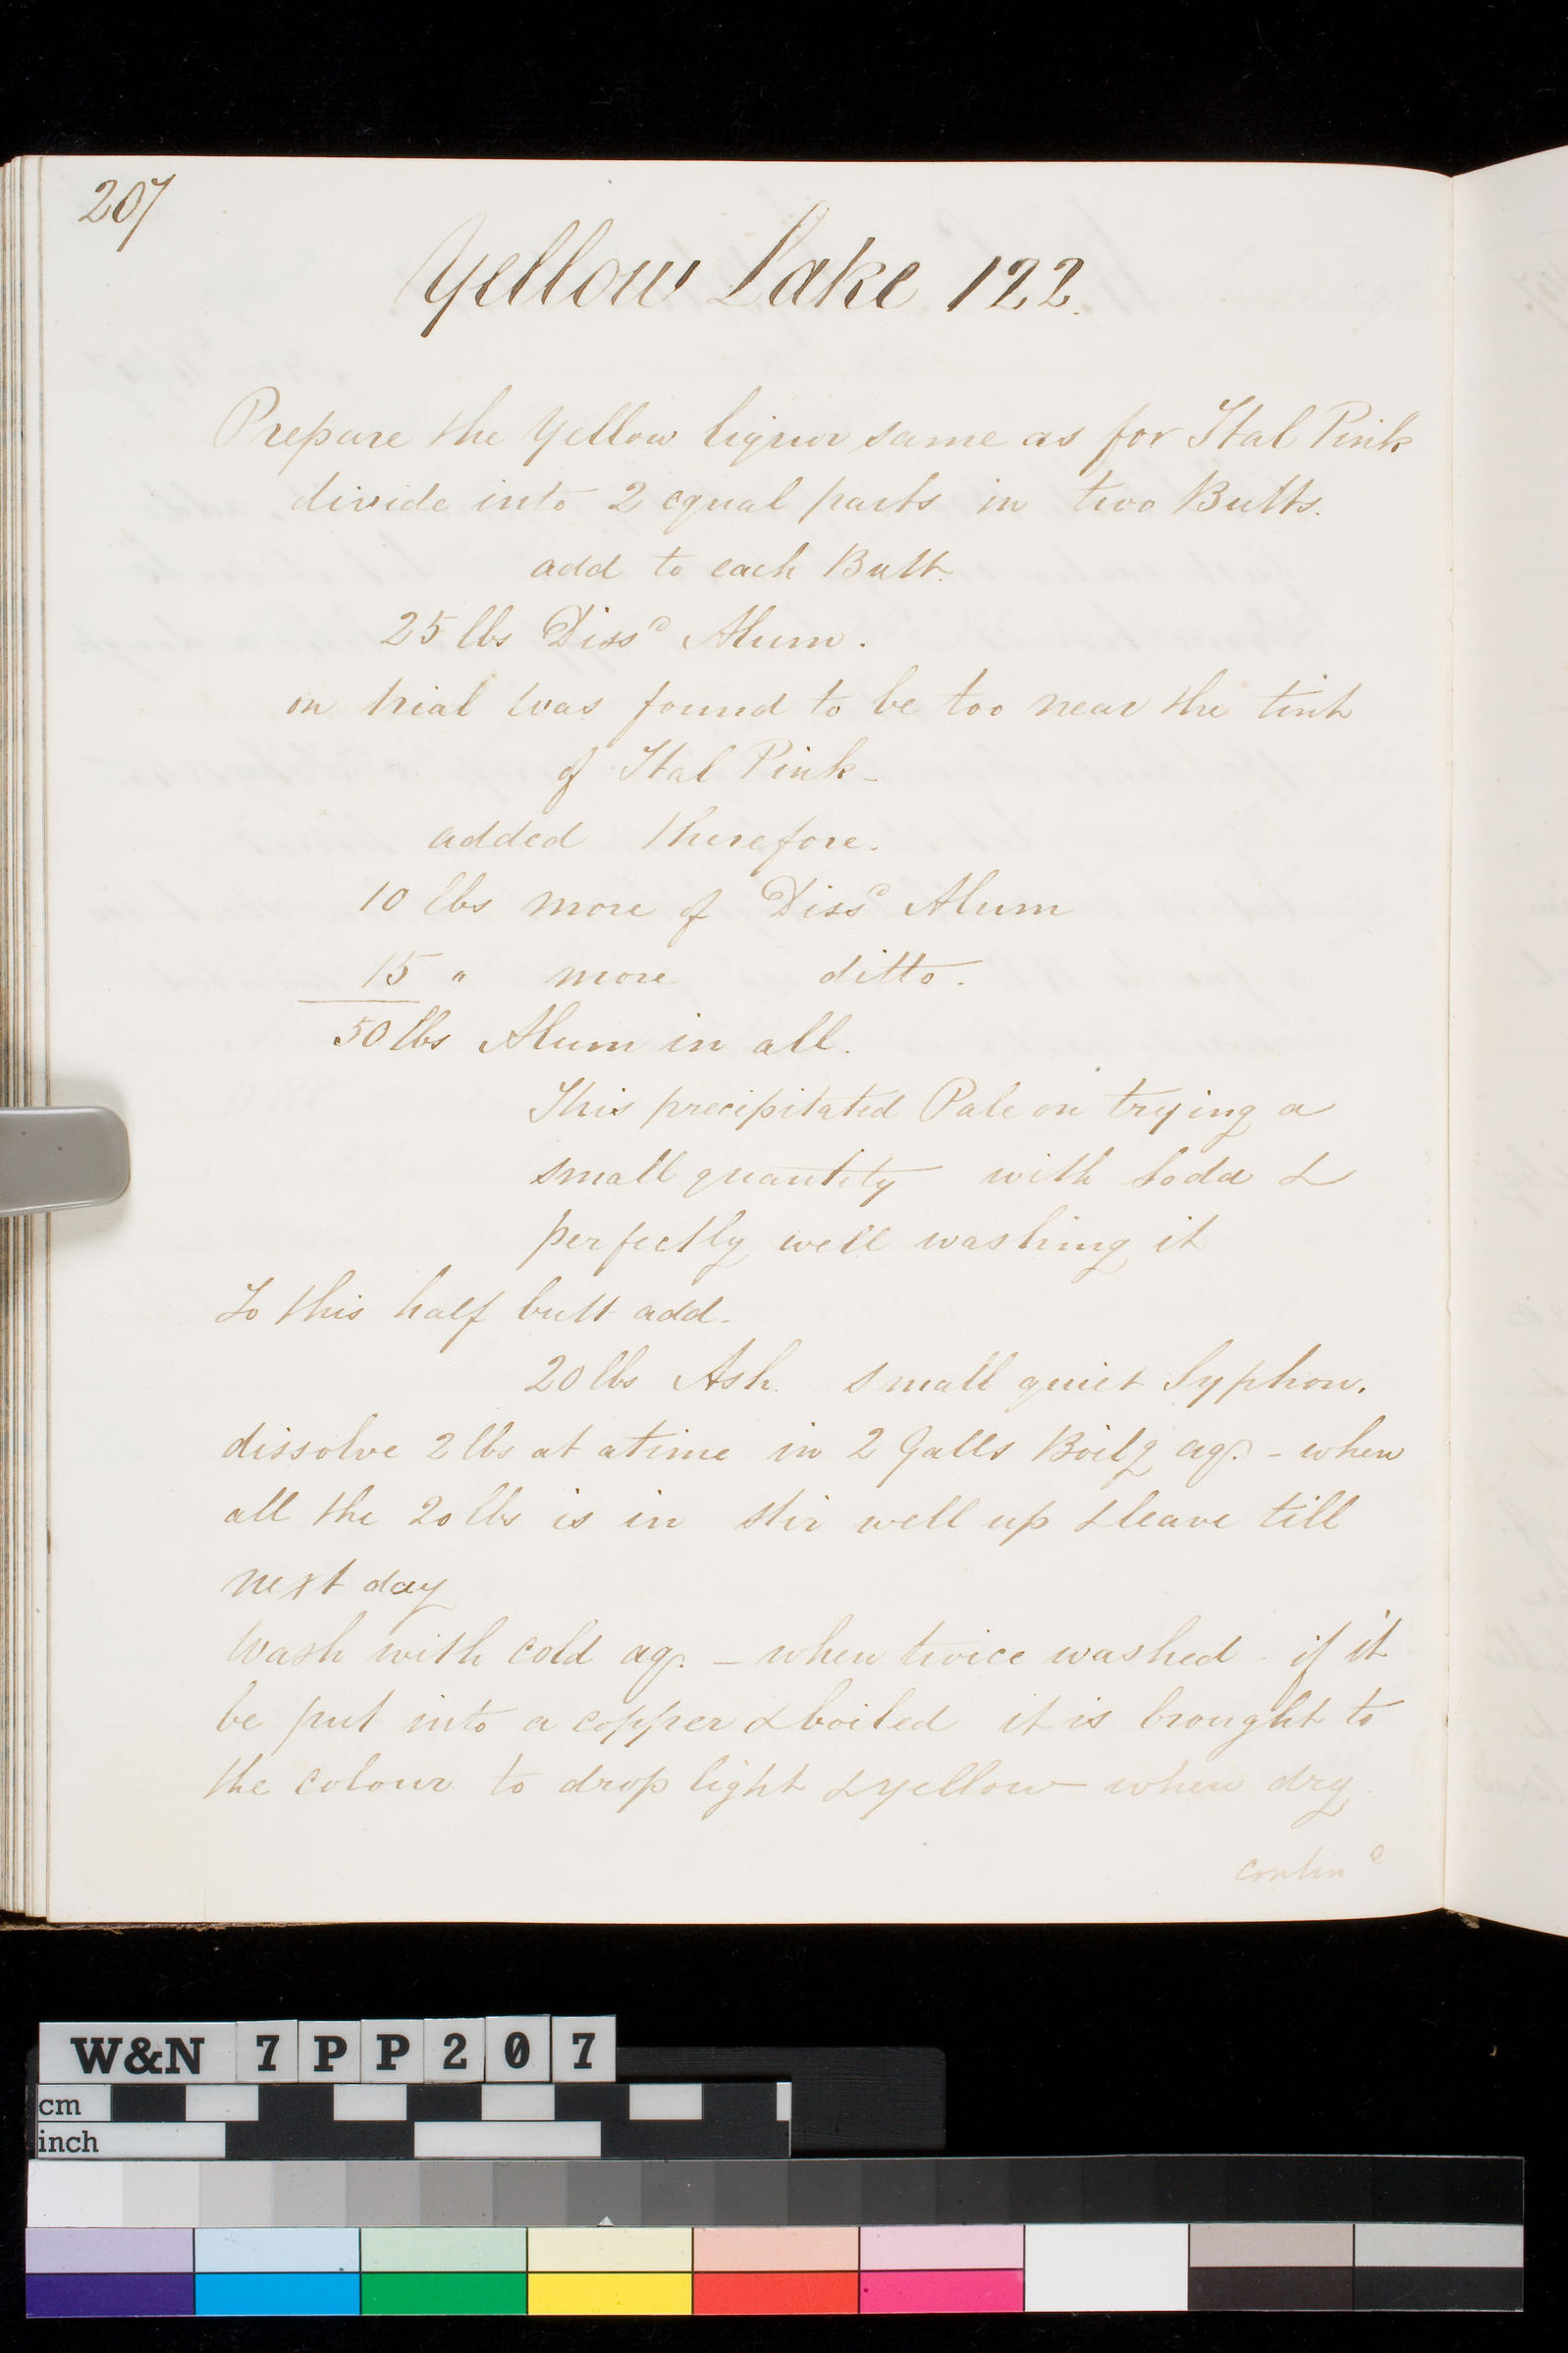 207
Yellow Lake 122.
Prepare the Yellow liquor same as for Ital Pink
divide into 2 equal parts in two Butts.
add to each Butt.
25 lbs Dissd Alum.
on trial was found to be too near the tint
of Ital Pink -
added therefore.
10 lbs more of Dissd Alum
15 " more ditto.
50 lbs Alum in all.
This precipitated Pale on trying a
small quantity with Soda &
perfectly well washing it
To this half butt add.
20 lbs Ash. small quiet Syphon.
dissolve 2 lbs at a time in 2 Galls Boilg aq. - when
all the 20 lbs is in stir well up & leave till
next day
Wash with cold aq. - when twice washed if it
be put into a copper & boiled it is brought to
the colour to drop light & yellow when dry
contind
W&N 7PP207
cm
inch